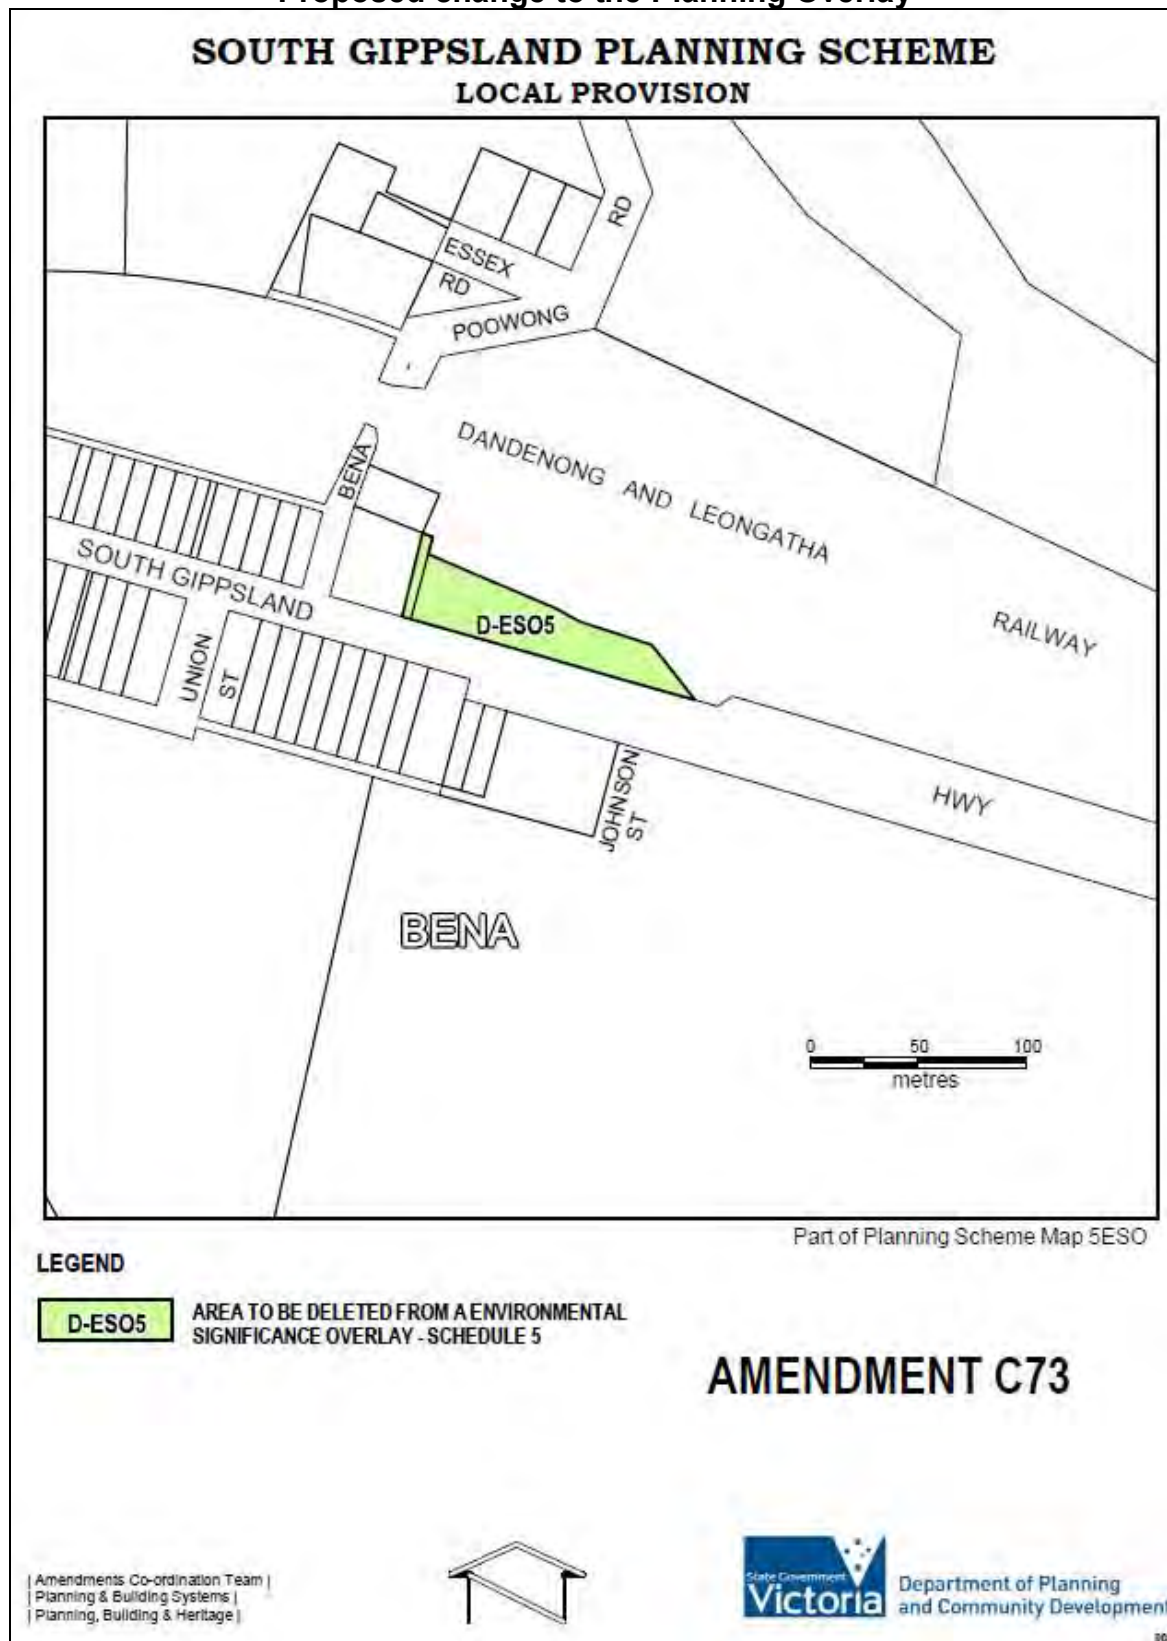 Proposed change to the Planning Overlay
SOUTH GIPPSLAND PLANNING SCHEME
LOCAL PROVISION
RD
ESSEX
RD
POOWONG
DANDENONG AND LEONGATHA
RAILWAY
BENA
SOUTH GIPPSLAND
D-ESO5
UNION
ST
JOHNSON
ST
HWY
BENA
0 50 100
metres
Part of Planning Scheme Map 5ESO
LEGEND
D-ESO5
AREA TO BE DELETED FROM A ENVIRONMENTAL
SIGNIFICANCE OVERLAY - SCHEDULE 5
AMENDMENT C73
| Amendments Co-ordination Team |
| Planning & Building Systems |
| Planning, Building & Heritage |
State Government
Victoria
Department of Planning
and Community Development